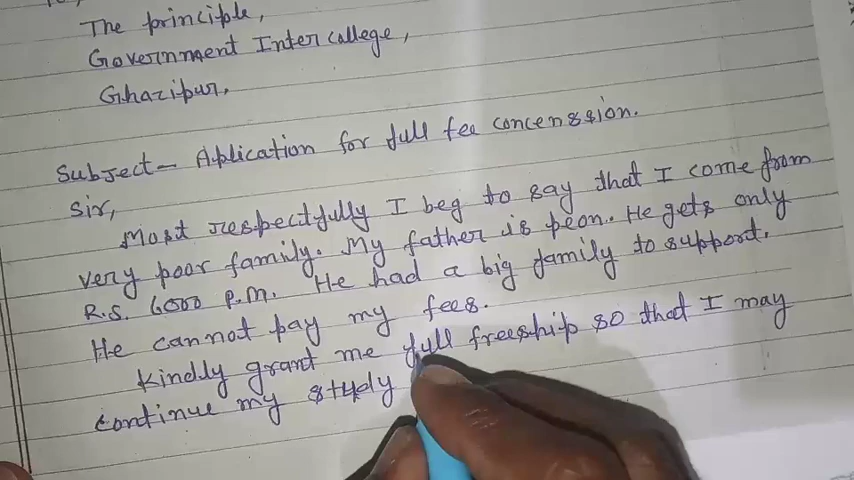 The principle,
Government Inter college,
Ghazipur.
Subject- Application for full fee concenssion.
Sir,
Most respectfully I beg to say that I come from
very poor family. My father is peon. He gets only
R.S. 6000 P.M. He had a big family to support.
He cannot pay my fees.
Kindly grant me full freeship so that I may
continue my study